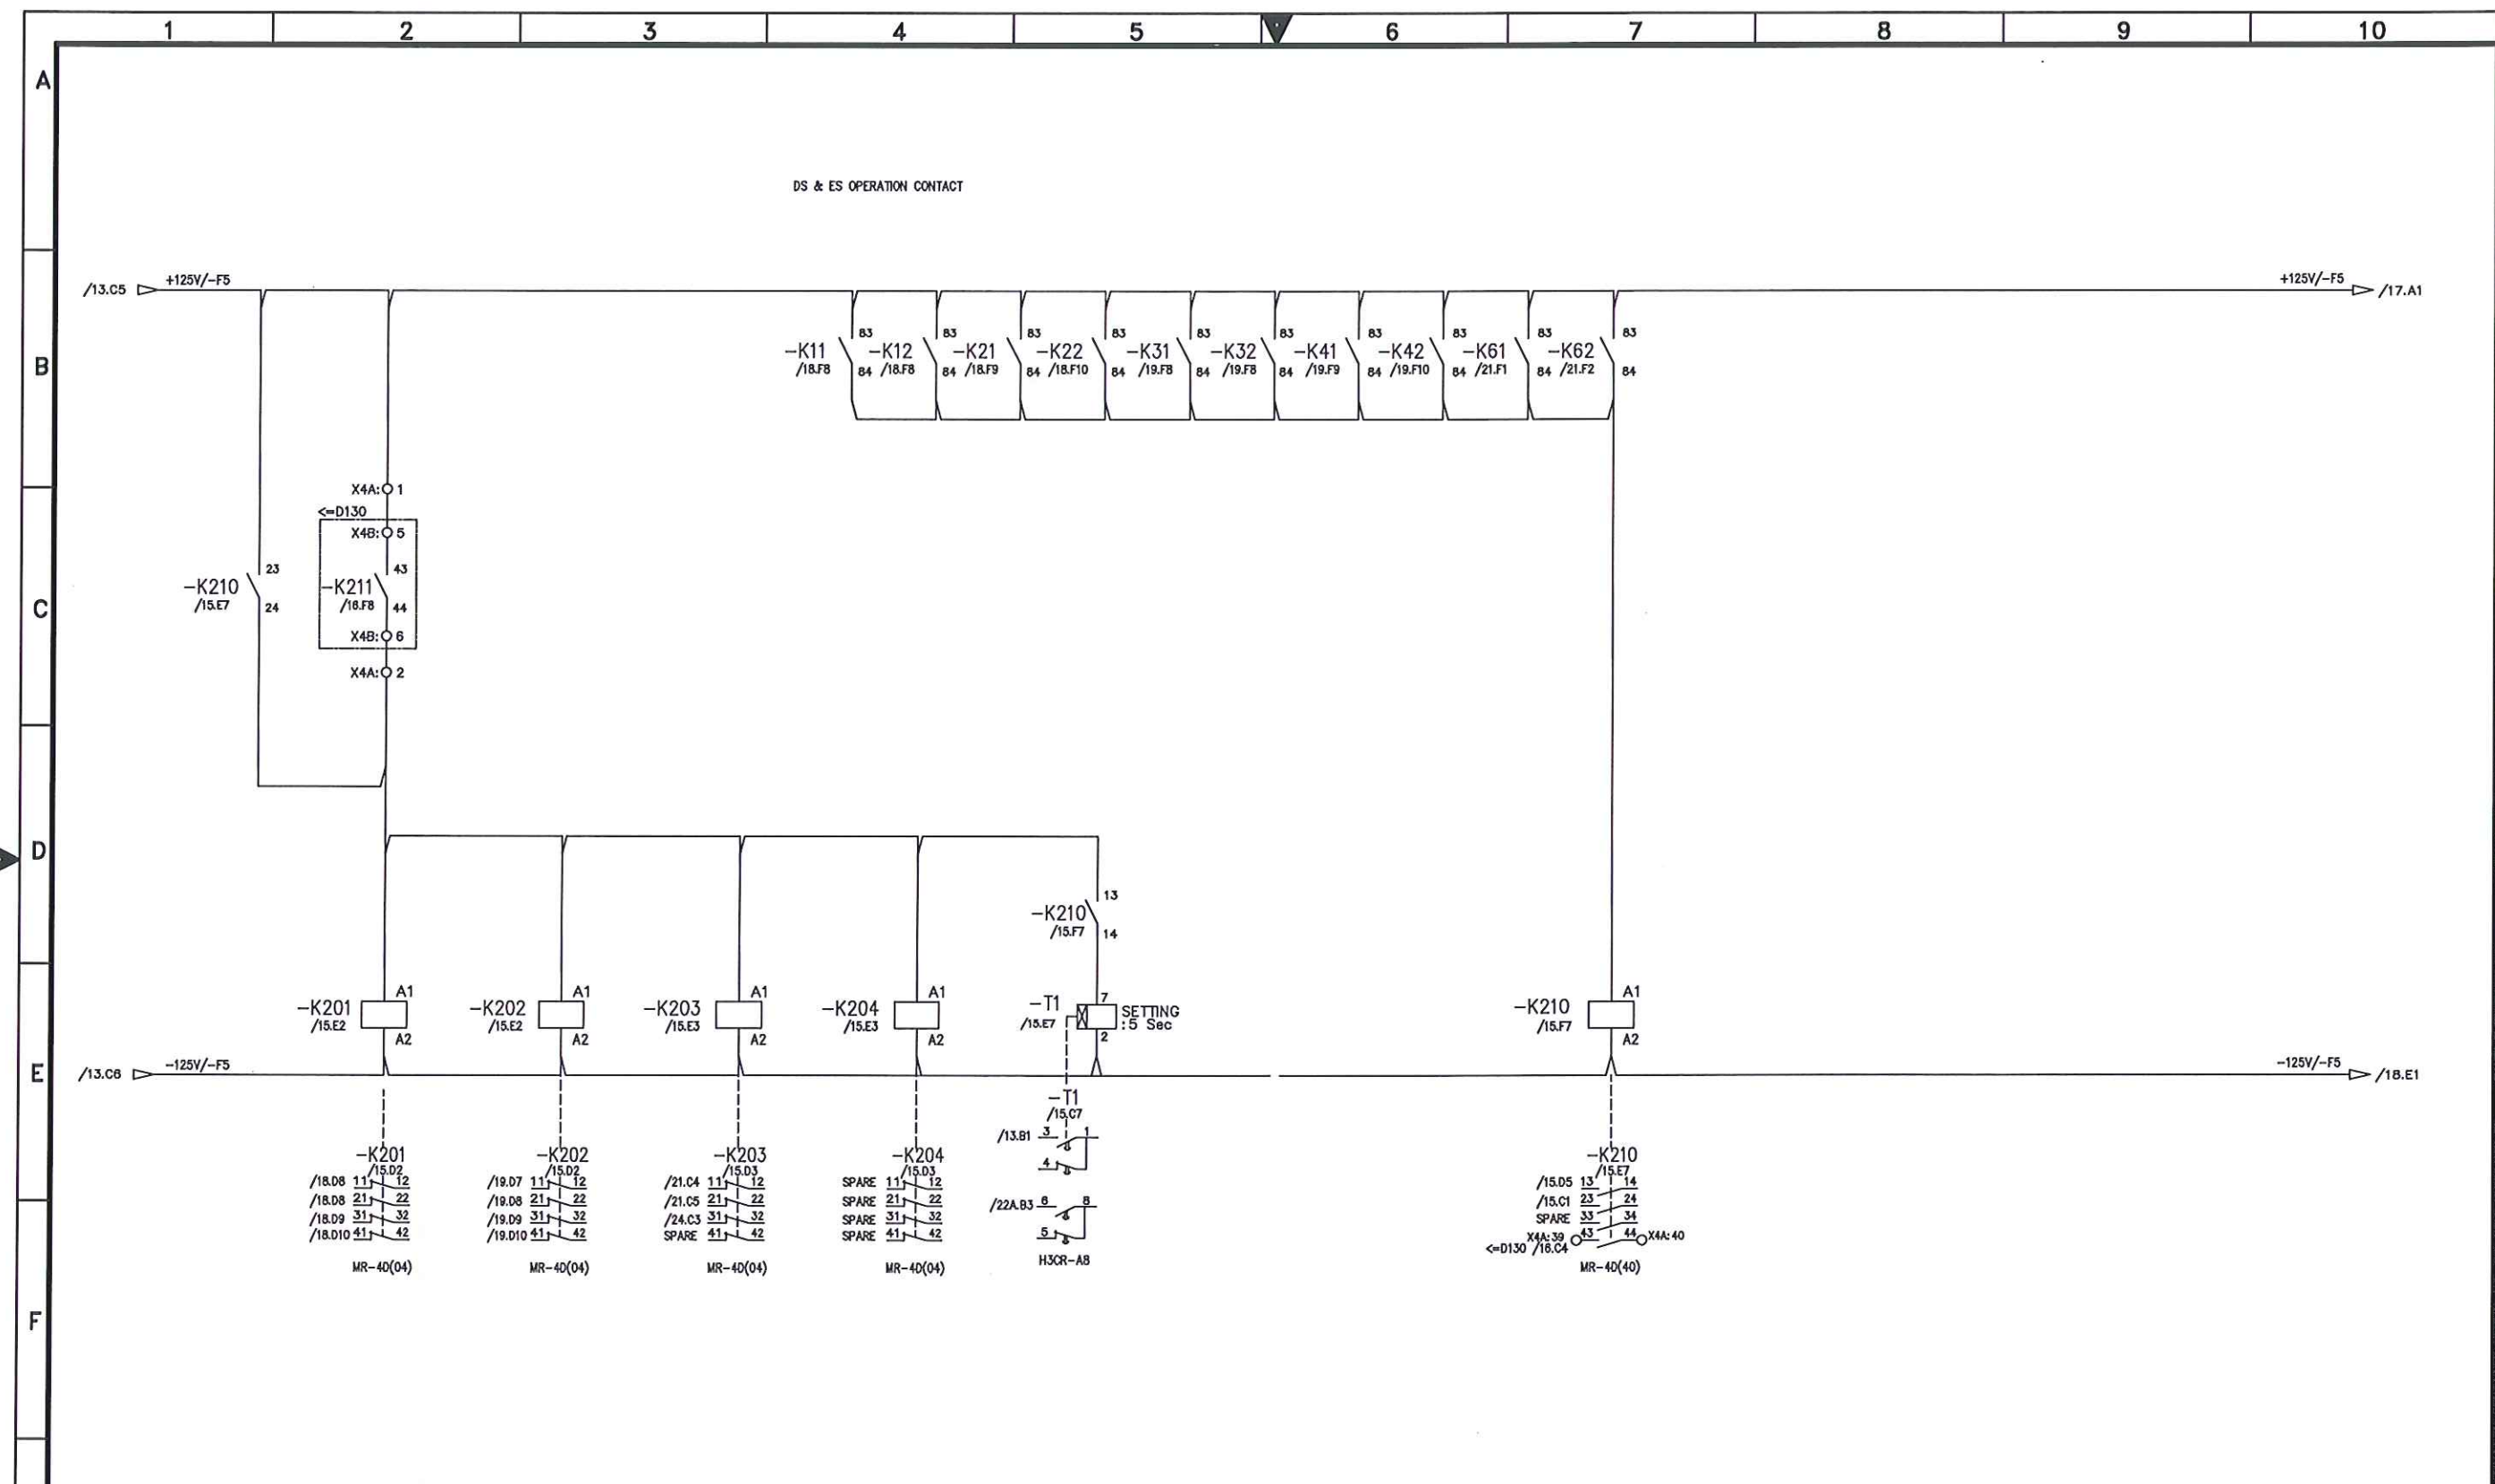 1 2 3 4 5 6 7 8 9 10
A
DS & ES OPERATION CONTACT
/13.C5 +125V/-F5 +125V/-F5 /17.A1
B
83 83 83 83 83 83 83 83 83 83
-K11 -K12 -K21 -K22 -K31 -K32 -K41 -K42 -K61 -K62
/18.F8 84 /18.F8 84 /18.F9 84 /18.F10 84 /19.F8 84 /19.F8 84 /19.F9 84 /19.F10 84 /21.F1 84 /21.F2 84
X4A: 1
<=D130
X4B: 5
23 43
-K210 -K211
/15.E7 24 /16.F8 44
C
X4B: 6
X4A: 2
D
13
-K210
/15.F7 14
A1 A1 A1 A1 7 A1
-K201 -K202 -K203 -K204 -T1 SETTING -K210
/15.E2 /15.E2 /15.E3 /15.E3 /15.E7 :5 Sec /15.F7
A2 A2 A2 A2 2 A2
E
/13.C6 -125V/-F5 -125V/-F5 /18.E1
-T1
/15.C7
/13.B1 3 1
4
/22A.B3 6 8
5
H3CR-A8
-K201
/15.D2
/18.D8 11 12
/18.D8 21 22
/18.D9 31 32
/18.D10 41 42
MR-4D(04)
-K202
/15.D2
/19.D7 11 12
/19.D8 21 22
/19.D9 31 32
/19.D10 41 42
MR-4D(04)
-K203
/15.D3
/21.C4 11 12
/21.C5 21 22
/24.C3 31 32
SPARE 41 42
MR-4D(04)
-K204
/15.D3
SPARE 11 12
SPARE 21 22
SPARE 31 32
SPARE 41 42
MR-4D(04)
-K210
/15.E7
/15.D5 13 14
/15.C1 23 24
SPARE 33 34
X4A:39 43 44 X4A:40
<=D130 /16.C4
MR-4D(40)
F